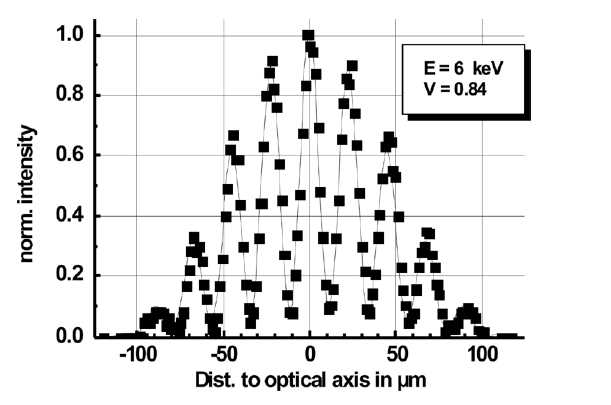 1.0
0.8
0.6
0.4
0.2
0.0
norm. intensity
E = 6 keV
V = 0.84
-100 -50 0 50 100
Dist. to optical axis in µm